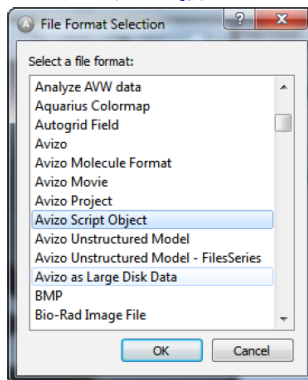 File Format Selection
Select a file format:
Analyze AVW data
Aquarius Colormap
Autogrid Field
Avizo
Avizo Molecule Format
Avizo Movie
Avizo Project
Avizo Script Object
Avizo Unstructured Model
Avizo Unstructured Model - FilesSeries
Avizo as Large Disk Data
BMP
Bio-Rad Image File
OK
Cancel